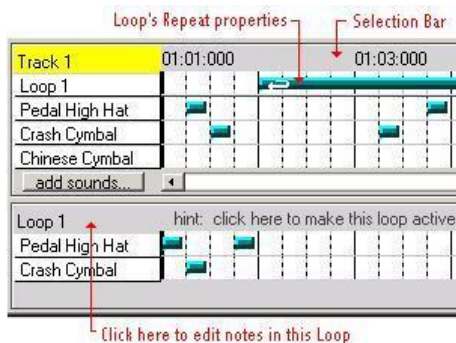 Loop's Repeat properties
Selection Bar
Track 1 01:01:000 01:03:000
Loop 1
Pedal High Hat
Crash Cymbal
Chinese Cymbal
add sounds...
Loop 1 hint: click here to make this loop active
Pedal High Hat
Crash Cymbal
Click here to edit notes in this Loop